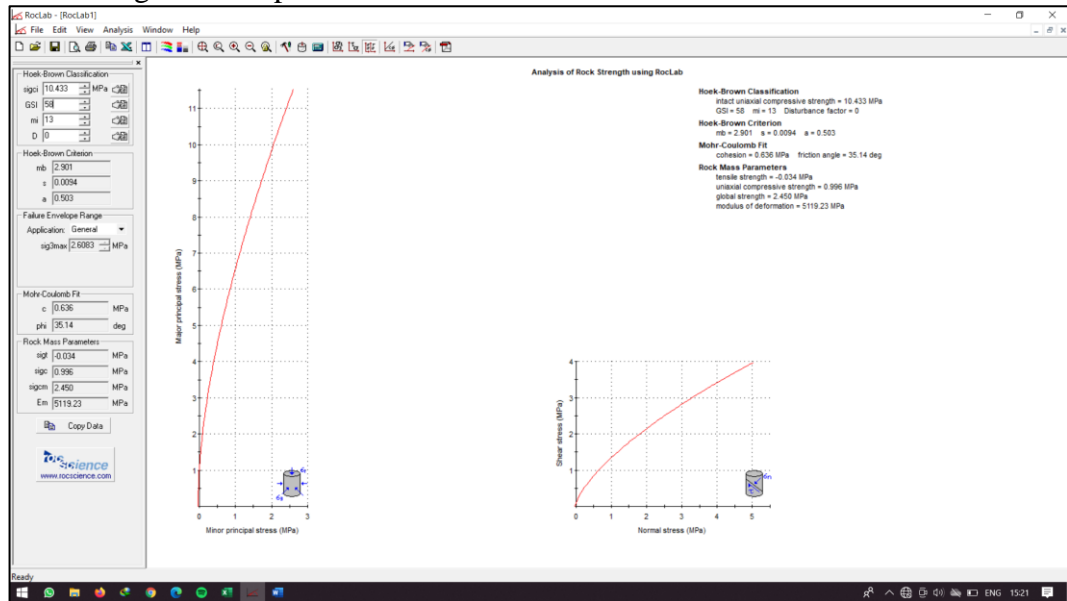 RocLab - [RocLab1]
File Edit View Analysis Window Help
Hoek-Brown Classification
sigci 10.433 MPa
GSI 58
mi 13
D 0
Hoek-Brown Criterion
mb 2.901
s 0.0094
a 0.503
Failure Envelope Range
Application: General
sig3max 2.6083 MPa
Mohr-Coulomb Fit
c 0.636 MPa
phi 35.14 deg
Rock Mass Parameters
sigt -0.034 MPa
sigc 0.996 MPa
sigcm 2.450 MPa
Em 5119.23 MPa
Copy Data
rocscience
www.rocscience.com
Analysis of Rock Strength using RocLab
Hoek-Brown Classification
intact uniaxial compressive strength = 10.433 MPa
GSI = 58 mi = 13 Disturbance factor = 0
Hoek-Brown Criterion
mb = 2.901 s = 0.0094 a = 0.503
Mohr-Coulomb Fit
cohesion = 0.636 MPa friction angle = 35.14 deg
Rock Mass Parameters
tensile strength = -0.034 MPa
uniaxial compressive strength = 0.996 MPa
global strength = 2.450 MPa
modulus of deformation = 5119.23 MPa
Major principal stress (MPa)
11
10
9
8
7
6
5
4
3
2
1
0 1 2 3
Minor principal stress (MPa)
Shear stress (MPa)
4
3
2
1
0 1 2 3 4 5
Normal stress (MPa)
Ready
ENG 15:21